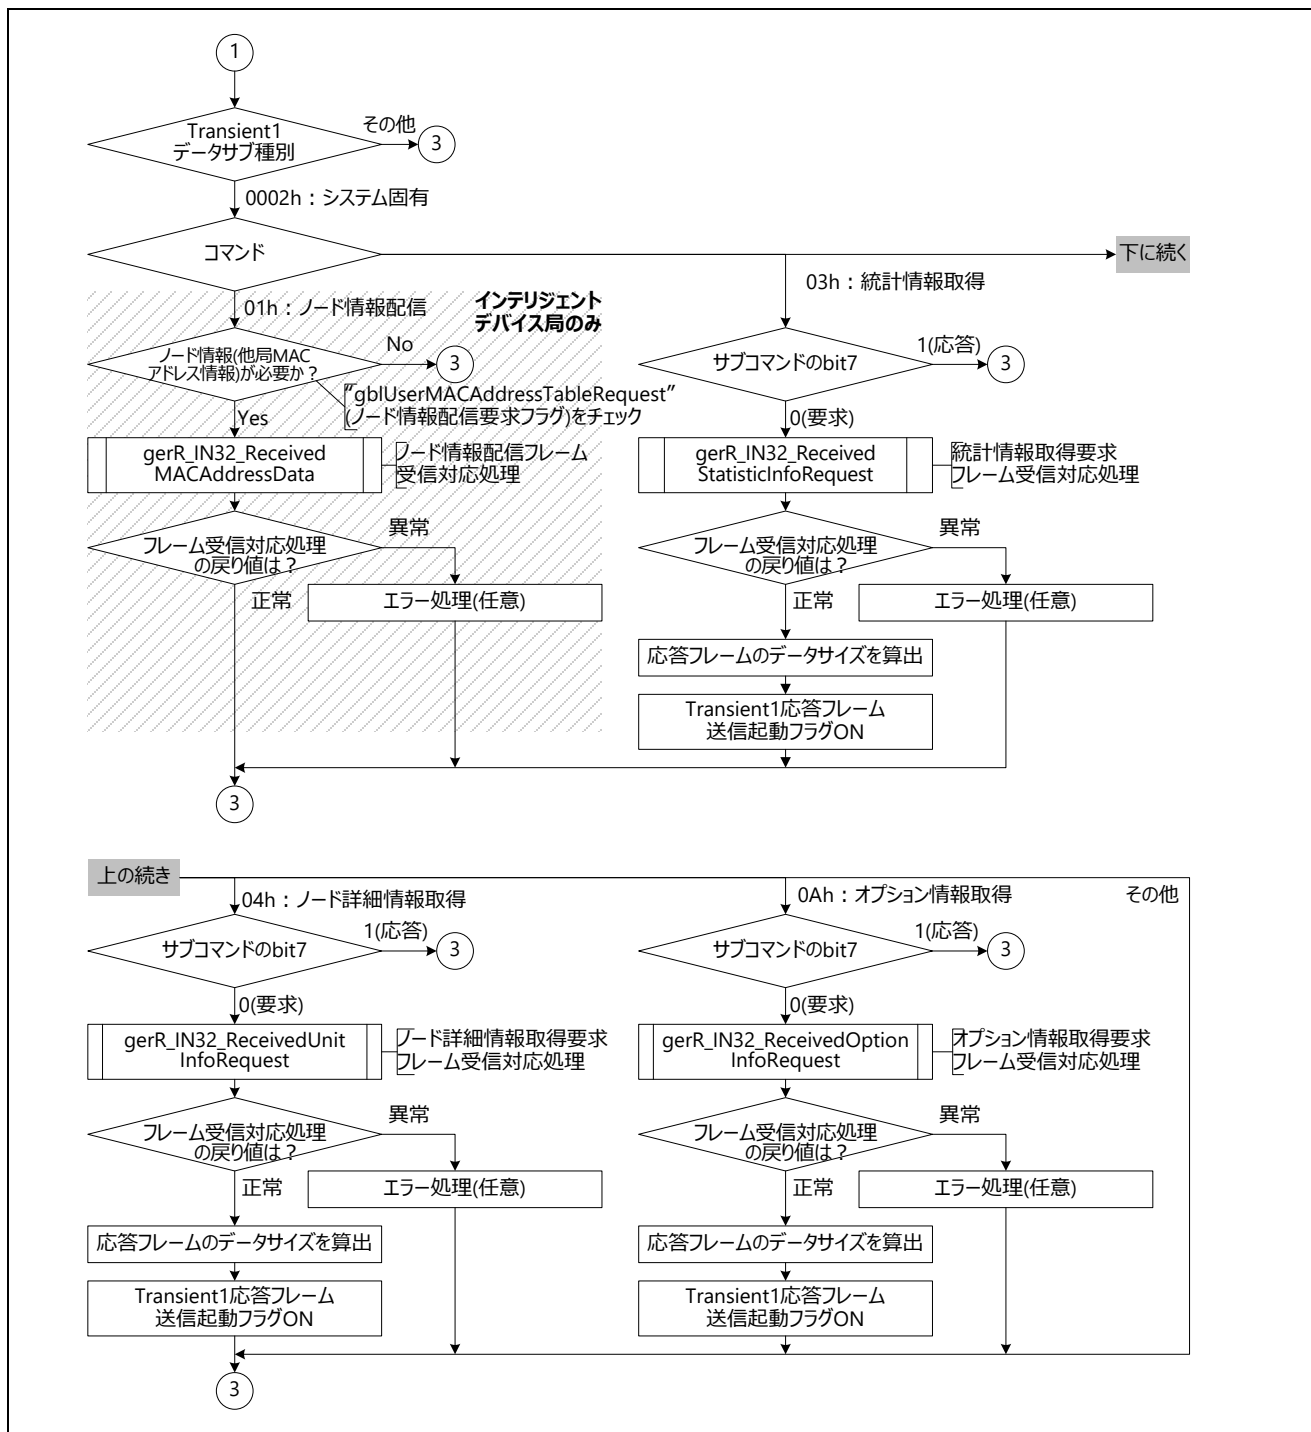 1
Transient1
データサブ種別
その他
3
0002h：システム固有
コマンド
下に続く
01h：ノード情報配信
インテリジェント
デバイス局のみ
ノード情報(他局MAC
アドレス情報)が必要か？
No
3
"gblUserMACAddressTableRequest"
(ノード情報配信要求フラグ)をチェック
Yes
gerR_IN32_Received
MACAddressData
ノード情報配信フレーム
受信対応処理
フレーム受信対応処理
の戻り値は？
異常
正常
エラー処理(任意)
03h：統計情報取得
サブコマンドのbit7
1(応答)
3
0(要求)
gerR_IN32_Received
StatisticInfoRequest
統計情報取得要求
フレーム受信対応処理
フレーム受信対応処理
の戻り値は？
異常
正常
エラー処理(任意)
応答フレームのデータサイズを算出
Transient1応答フレーム
送信起動フラグON
3
上の続き
04h：ノード詳細情報取得
サブコマンドのbit7
1(応答)
3
0(要求)
gerR_IN32_ReceivedUnit
InfoRequest
ノード詳細情報取得要求
フレーム受信対応処理
フレーム受信対応処理
の戻り値は？
異常
正常
エラー処理(任意)
応答フレームのデータサイズを算出
Transient1応答フレーム
送信起動フラグON
0Ah：オプション情報取得
その他
サブコマンドのbit7
1(応答)
3
0(要求)
gerR_IN32_ReceivedOption
InfoRequest
オプション情報取得要求
フレーム受信対応処理
フレーム受信対応処理
の戻り値は？
異常
正常
エラー処理(任意)
応答フレームのデータサイズを算出
Transient1応答フレーム
送信起動フラグON
3